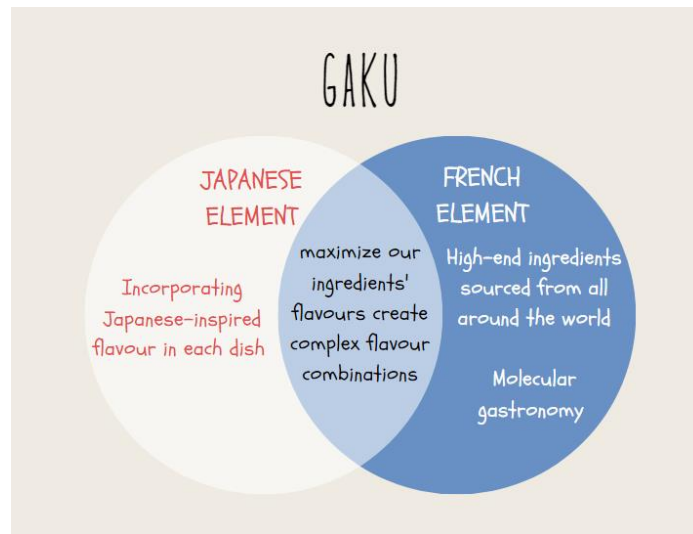 GAKU
JAPANESE
ELEMENT
Incorporating
Japanese-inspired
flavour in each dish
maximize our
ingredients'
flavours create
complex flavour
combinations
FRENCH
ELEMENT
High-end ingredients
sourced from all
around the world
Molecular
gastronomy